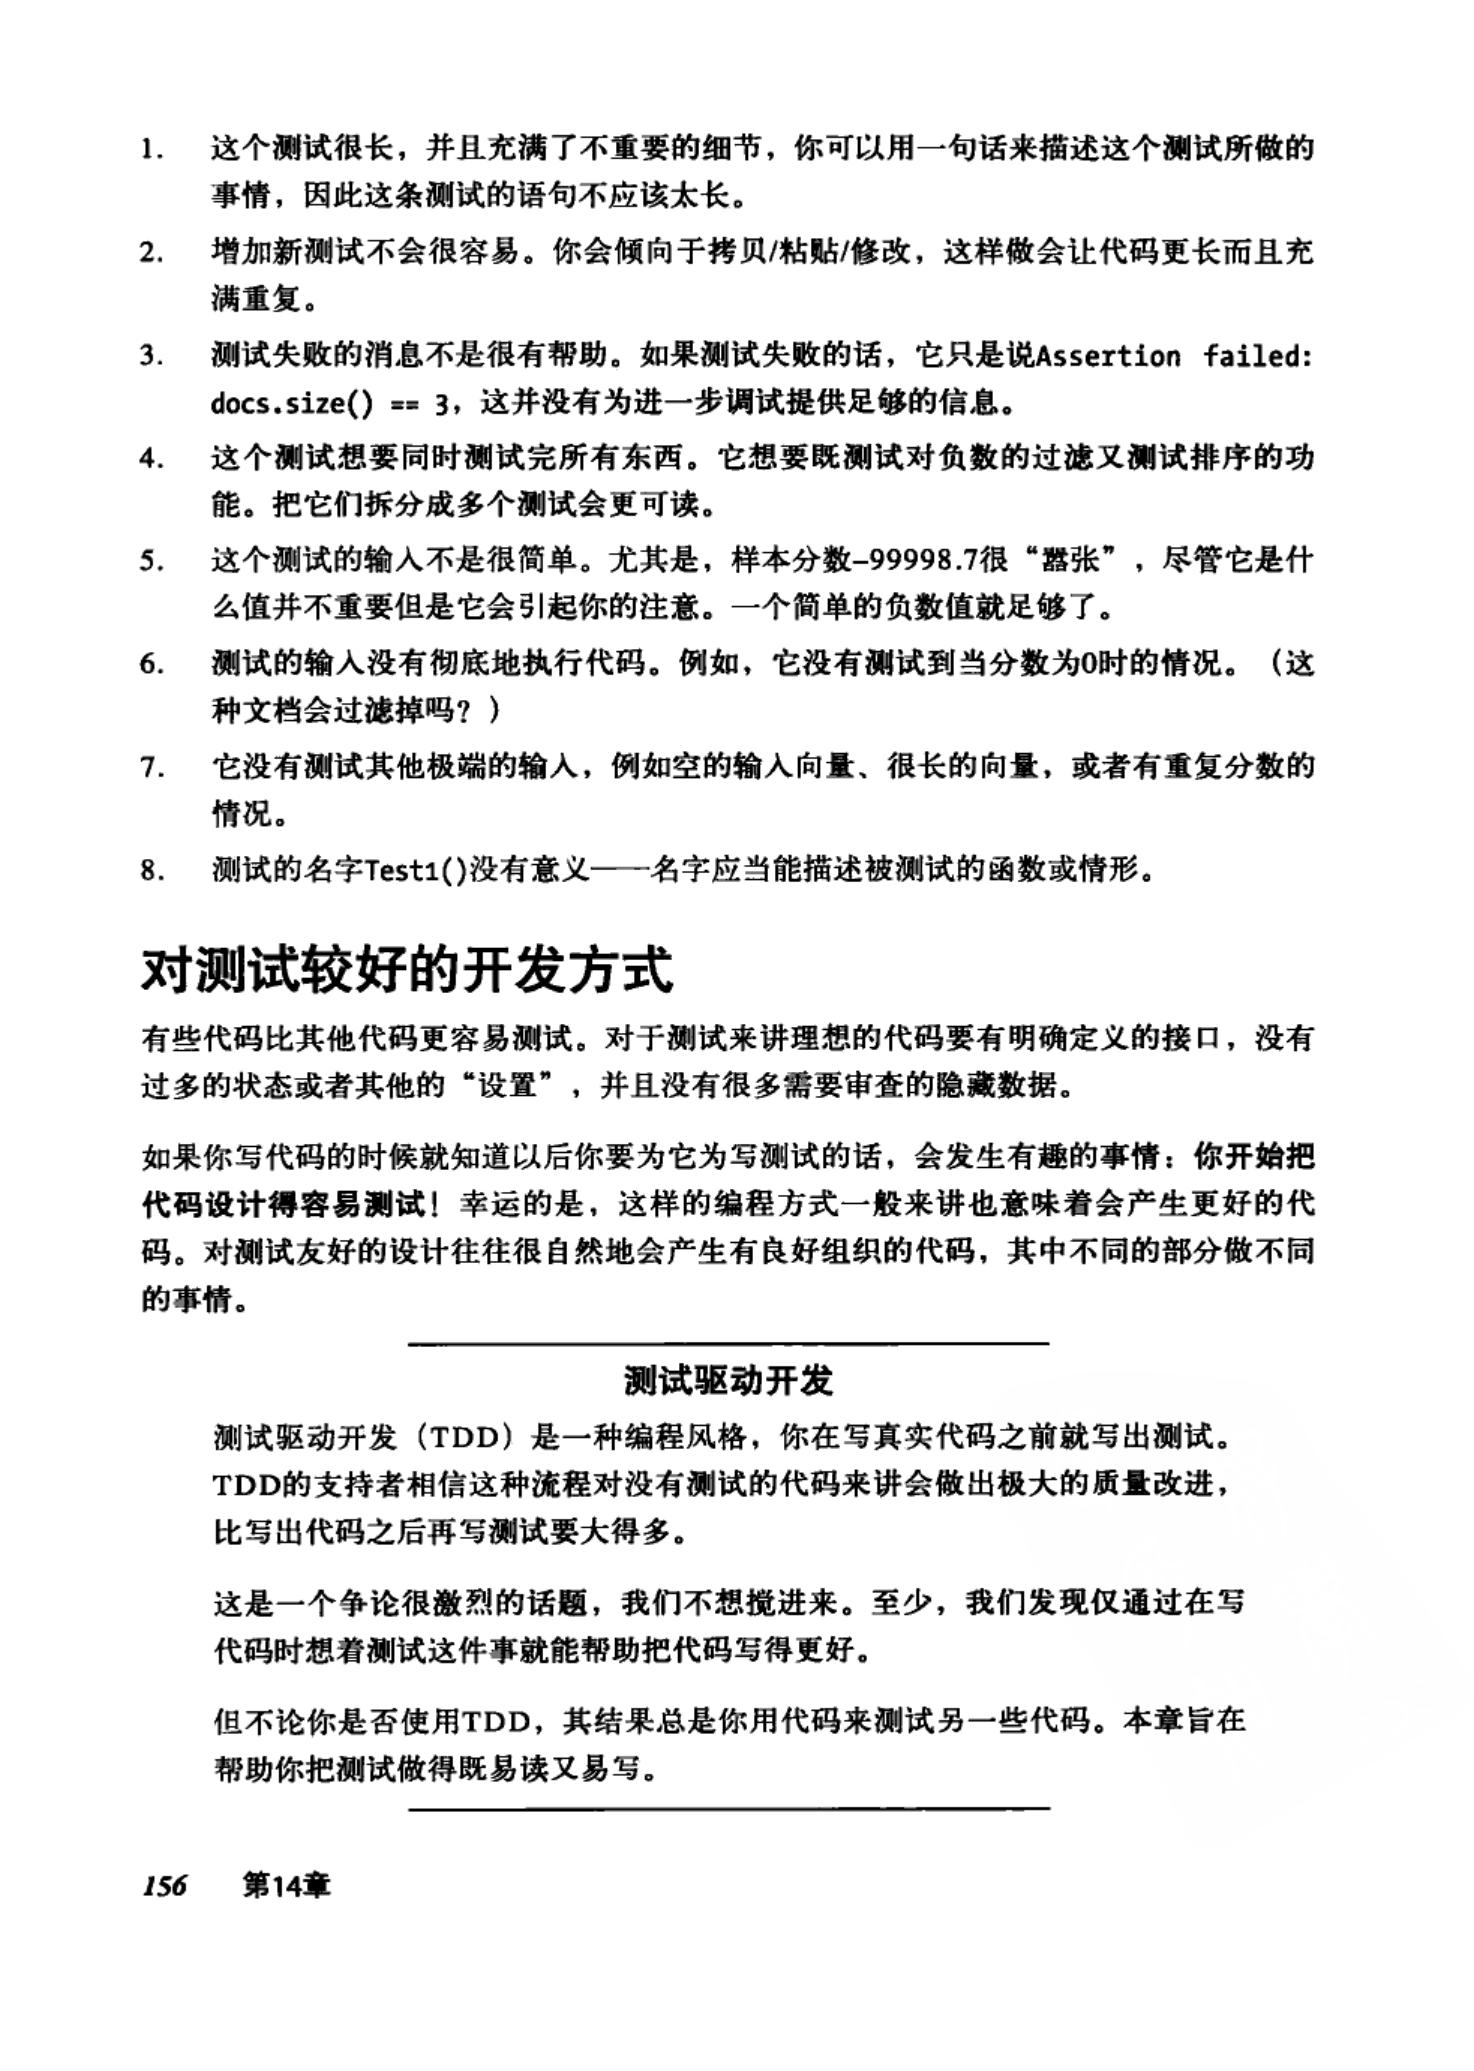 1. 这个测试很长，并且充满了不重要的细节，你可以用一句话来描述这个测试所做的
事情，因此这条测试的语句不应该太长。
2. 增加新测试不会很容易。你会倾向于拷贝/粘贴/修改，这样做会让代码更长而且充
满重复。
3. 测试失败的消息不是很有帮助。如果测试失败的话，它只是说Assertion failed:
docs.size() == 3，这并没有为进一步调试提供足够的信息。
4. 这个测试想要同时测试完所有东西。它想要既测试对负数的过滤又测试排序的功
能。把它们拆分成多个测试会更可读。
5. 这个测试的输入不是很简单。尤其是，样本分数–99998.7很“嚣张”，尽管它是什
么值并不重要但是它会引起你的注意。一个简单的负数值就足够了。
6. 测试的输入没有彻底地执行代码。例如，它没有测试到当分数为0时的情况。（这
种文档会过滤掉吗？）
7. 它没有测试其他极端的输入，例如空的输入向量、很长的向量，或者有重复分数的
情况。
8. 测试的名字Test1()没有意义——名字应当能描述被测试的函数或情形。
对测试较好的开发方式
有些代码比其他代码更容易测试。对于测试来讲理想的代码要有明确定义的接口，没有
过多的状态或者其他的“设置”，并且没有很多需要审查的隐藏数据。
如果你写代码的时候就知道以后你要为它为写测试的话，会发生有趣的事情：你开始把
代码设计得容易测试！幸运的是，这样的编程方式一般来讲也意味着会产生更好的代
码。对测试友好的设计往往很自然地会产生有良好组织的代码，其中不同的部分做不同
的事情。
测试驱动开发
测试驱动开发（TDD）是一种编程风格，你在写真实代码之前就写出测试。
TDD的支持者相信这种流程对没有测试的代码来讲会做出极大的质量改进，
比写出代码之后再写测试要大得多。
这是一个争论很激烈的话题，我们不想搅进来。至少，我们发现仅通过在写
代码时想着测试这件事就能帮助把代码写得更好。
但不论你是否使用TDD，其结果总是你用代码来测试另一些代码。本章旨在
帮助你把测试做得既易读又易写。
156 第14章